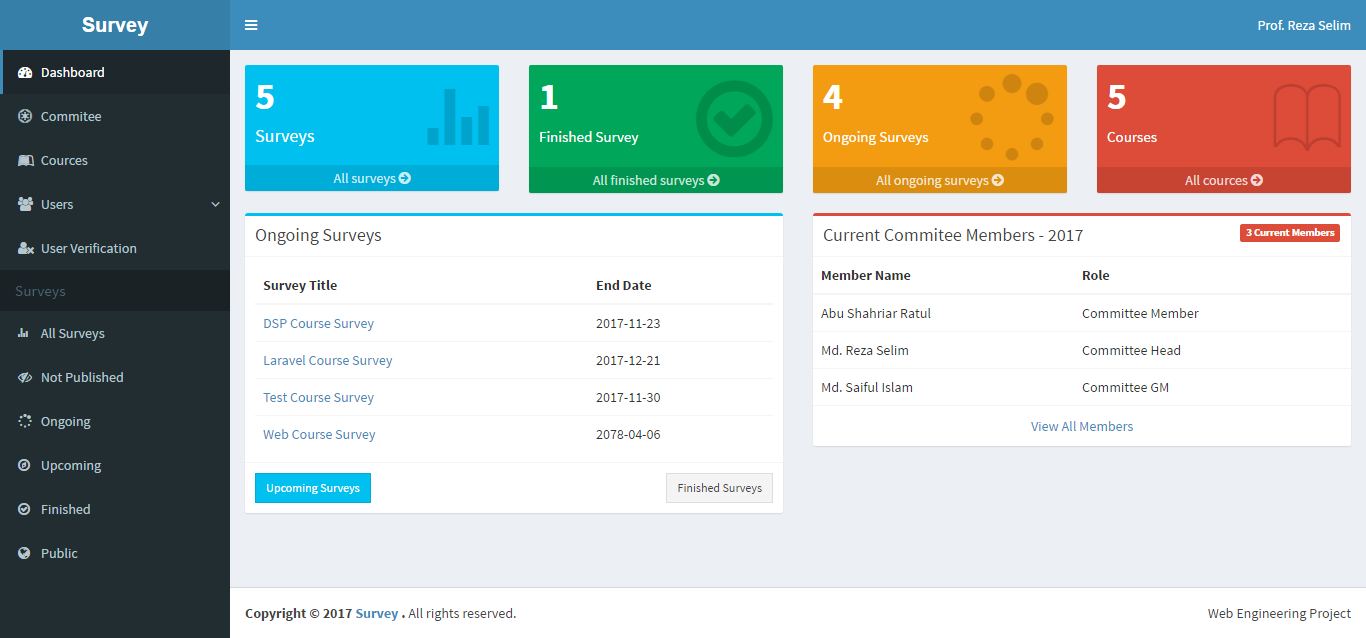 Survey
Prof. Reza Selim
Dashboard
Commitee
Cources
Users
User Verification
Surveys
All Surveys
Not Published
Ongoing
Upcoming
Finished
Public
5
Surveys
All surveys
1
Finished Survey
All finished surveys
4
Ongoing Surveys
All ongoing surveys
5
Courses
All cources
Ongoing Surveys
Survey Title End Date
DSP Course Survey 2017-11-23
Laravel Course Survey 2017-12-21
Test Course Survey 2017-11-30
Web Course Survey 2078-04-06
Upcoming Surveys Finished Surveys
Current Commitee Members - 2017 3 Current Members
Member Name Role
Abu Shahriar Ratul Committee Member
Md. Reza Selim Committee Head
Md. Saiful Islam Committee GM
View All Members
Copyright © 2017 Survey . All rights reserved. Web Engineering Project